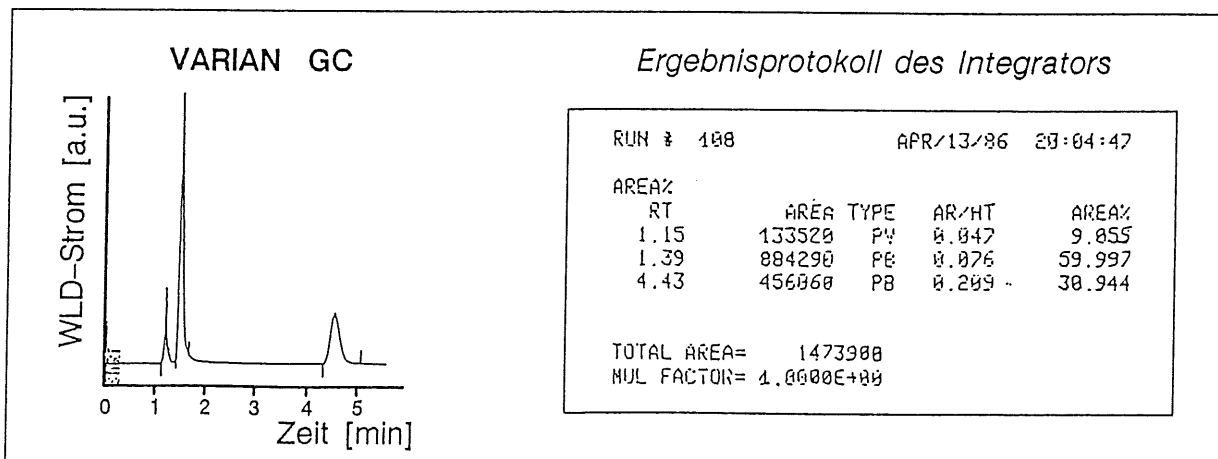 VARIAN GC
WLD-Strom [a.u.]
0 1 2 3 4 5
Zeit [min]
Ergebnisprotokoll des Integrators
RUN # 108 APR/13/86 20:04:47
AREA%
RT AREA TYPE AR/HT AREA%
1.15 133520 PV 0.047 9.059
1.39 884290 PB 0.076 59.997
4.43 456060 PB 0.209 30.944
TOTAL AREA= 1473900
MUL FACTOR= 1.0000E+00